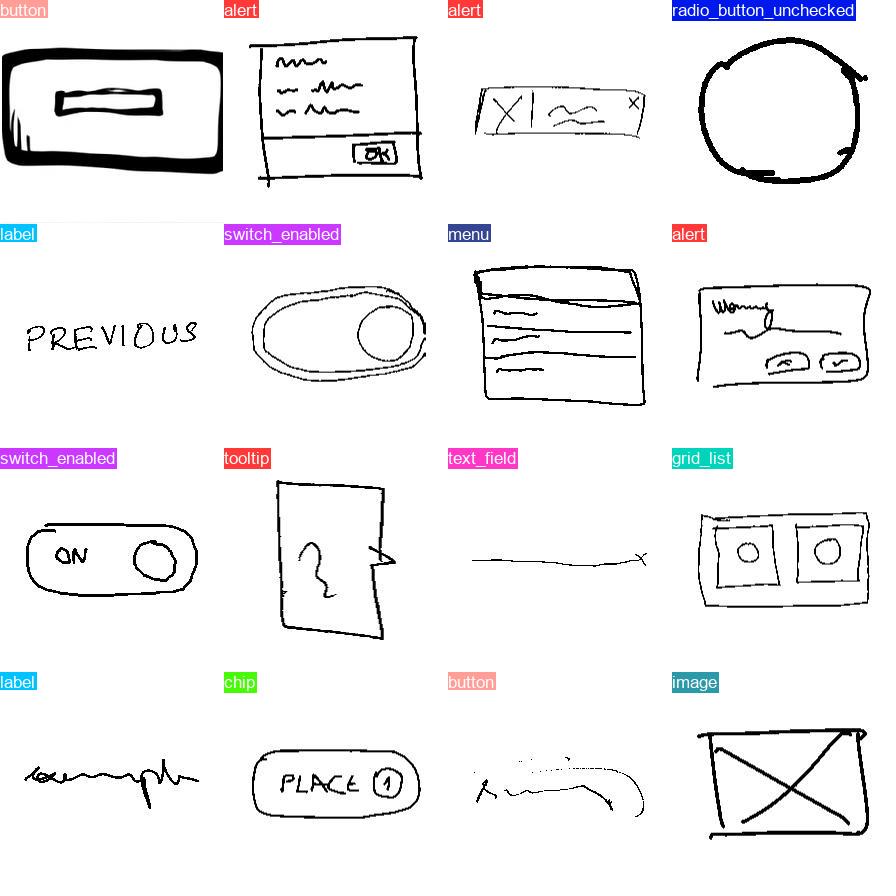 button
alert
alert
radio_button_unchecked
OK
label
switch_enabled
menu
alert
PREVIOUS
Warning
switch_enabled
tooltip
text_field
grid_list
ON
label
chip
button
image
example
PLACE 1